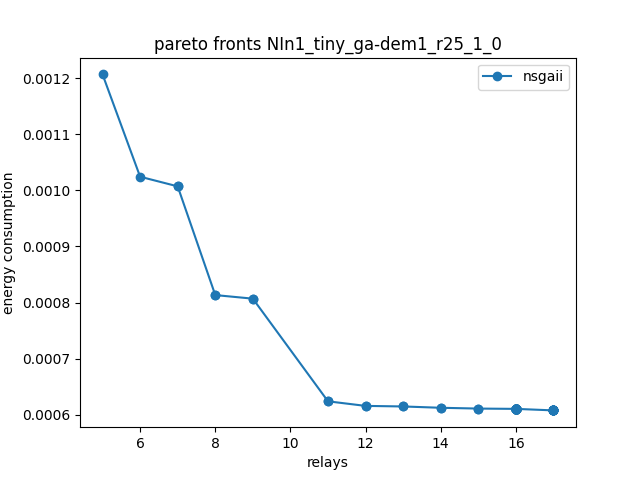 pareto fronts NIn1_tiny_ga-dem1_r25_1_0
nsgaii
0.0012
0.0011
0.0010
0.0009
0.0008
0.0007
0.0006
energy consumption
6 8 10 12 14 16
relays